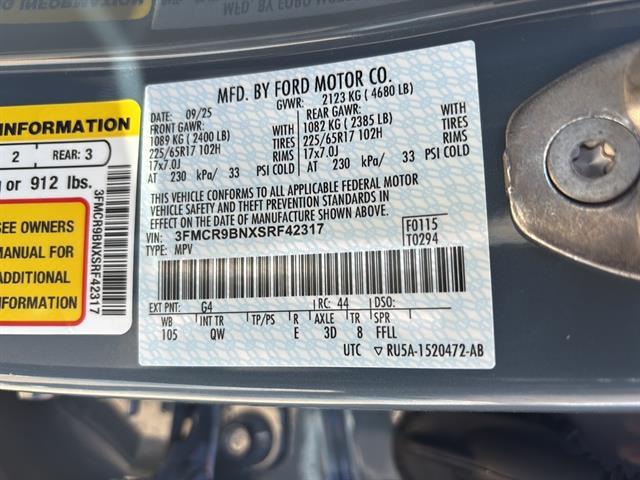 MFD. BY FORD MOTOR CO.
DATE: 09/25 GVWR: 2123 KG ( 4680 LB)
FRONT GAWR: REAR GAWR:
1089 KG ( 2400 LB) 1082 KG ( 2385 LB)
225/65R17 102H TIRES 225/65R17 102H TIRES
17x7.0J RIMS 17x7.0J RIMS
AT 230 kPa/ 33 PSI COLD AT 230 kPa/ 33 PSI COLD
THIS VEHICLE CONFORMS TO ALL APPLICABLE FEDERAL MOTOR
VEHICLE SAFETY AND THEFT PREVENTION STANDARDS IN
EFFECT ON THE DATE OF MANUFACTURE SHOWN ABOVE.
VIN: 3FMCR9BNXSRF42317 F0115
TYPE: MPV T0294
EXT PNT: G4 RC: 44 DSO:
WB INT TR TP/PS R AXLE TR SPR
105 QW E 3D 8 FFLL
UTC ▽ RU5A-1520472-AB
INFORMATION
2 REAR: 3
or 912 lbs.
SEE OWNERS
MANUAL FOR
ADDITIONAL
INFORMATION
3FMCR9BNXSRF42317